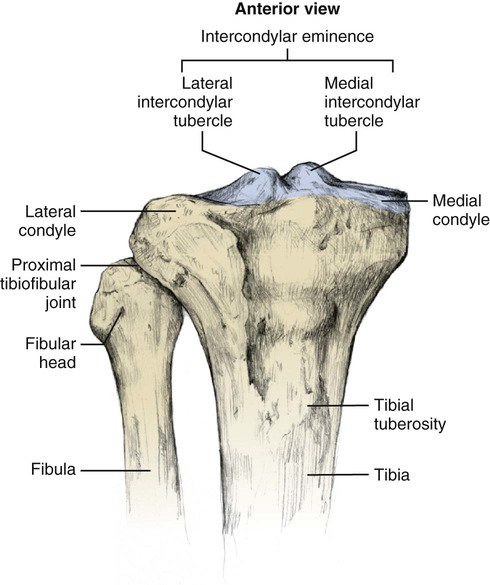 Anterior view
Intercondylar eminence
Lateral
intercondylar
tubercle
Medial
intercondylar
tubercle
Lateral
condyle
Medial
condyle
Proximal
tibiofibular
joint
Fibular
head
Tibial
tuberosity
Fibula
Tibia